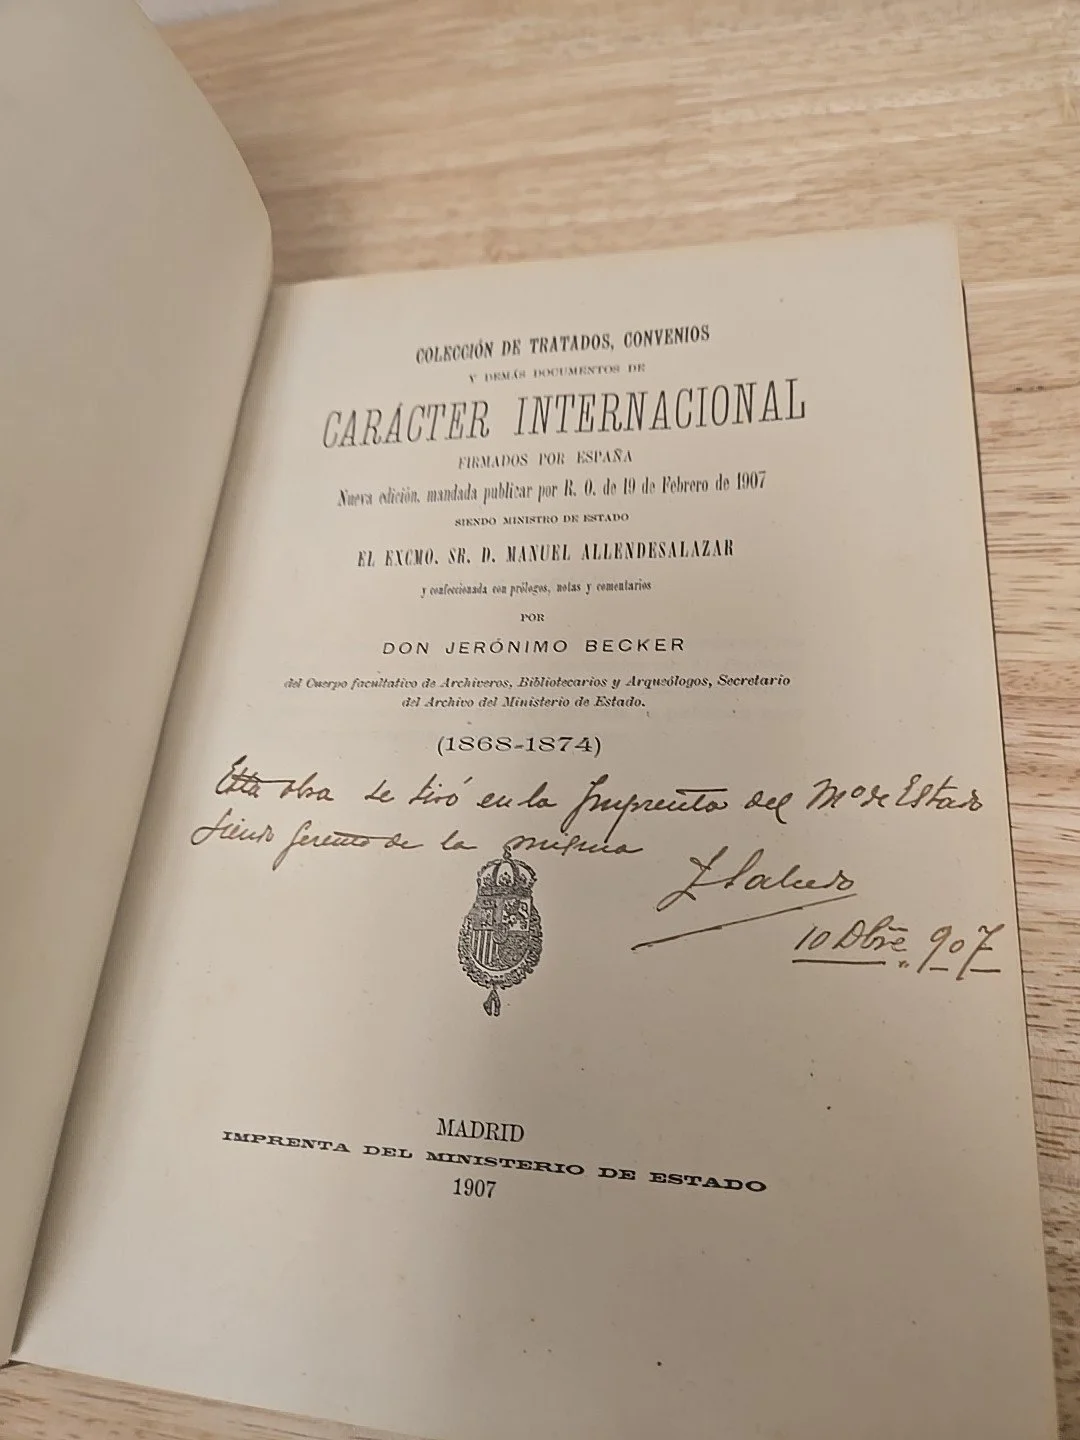 COLECCIÓN DE TRATADOS, CONVENIOS
Y DEMÁS DOCUMENTOS DE
CARÁCTER INTERNACIONAL
FIRMADOS POR ESPAÑA
Nueva edición, mandada publicar por R. O. de 19 de Febrero de 1907
SIENDO MINISTRO DE ESTADO
EL EXCMO. SR. D. MANUEL ALLENDESALAZAR
y confeccionada con prólogos, notas y comentarios
POR
DON JERÓNIMO BECKER
del Cuerpo facultativo de Archiveros, Bibliotecarios y Arqueólogos, Secretario
del Archivo del Ministerio de Estado.
(1868-1874)
Esta obra se tiró en la Imprenta del Mº de Estado
siendo Gerente de la misma
Salcedo
10 Dbre 907
MADRID
IMPRENTA DEL MINISTERIO DE ESTADO
1907